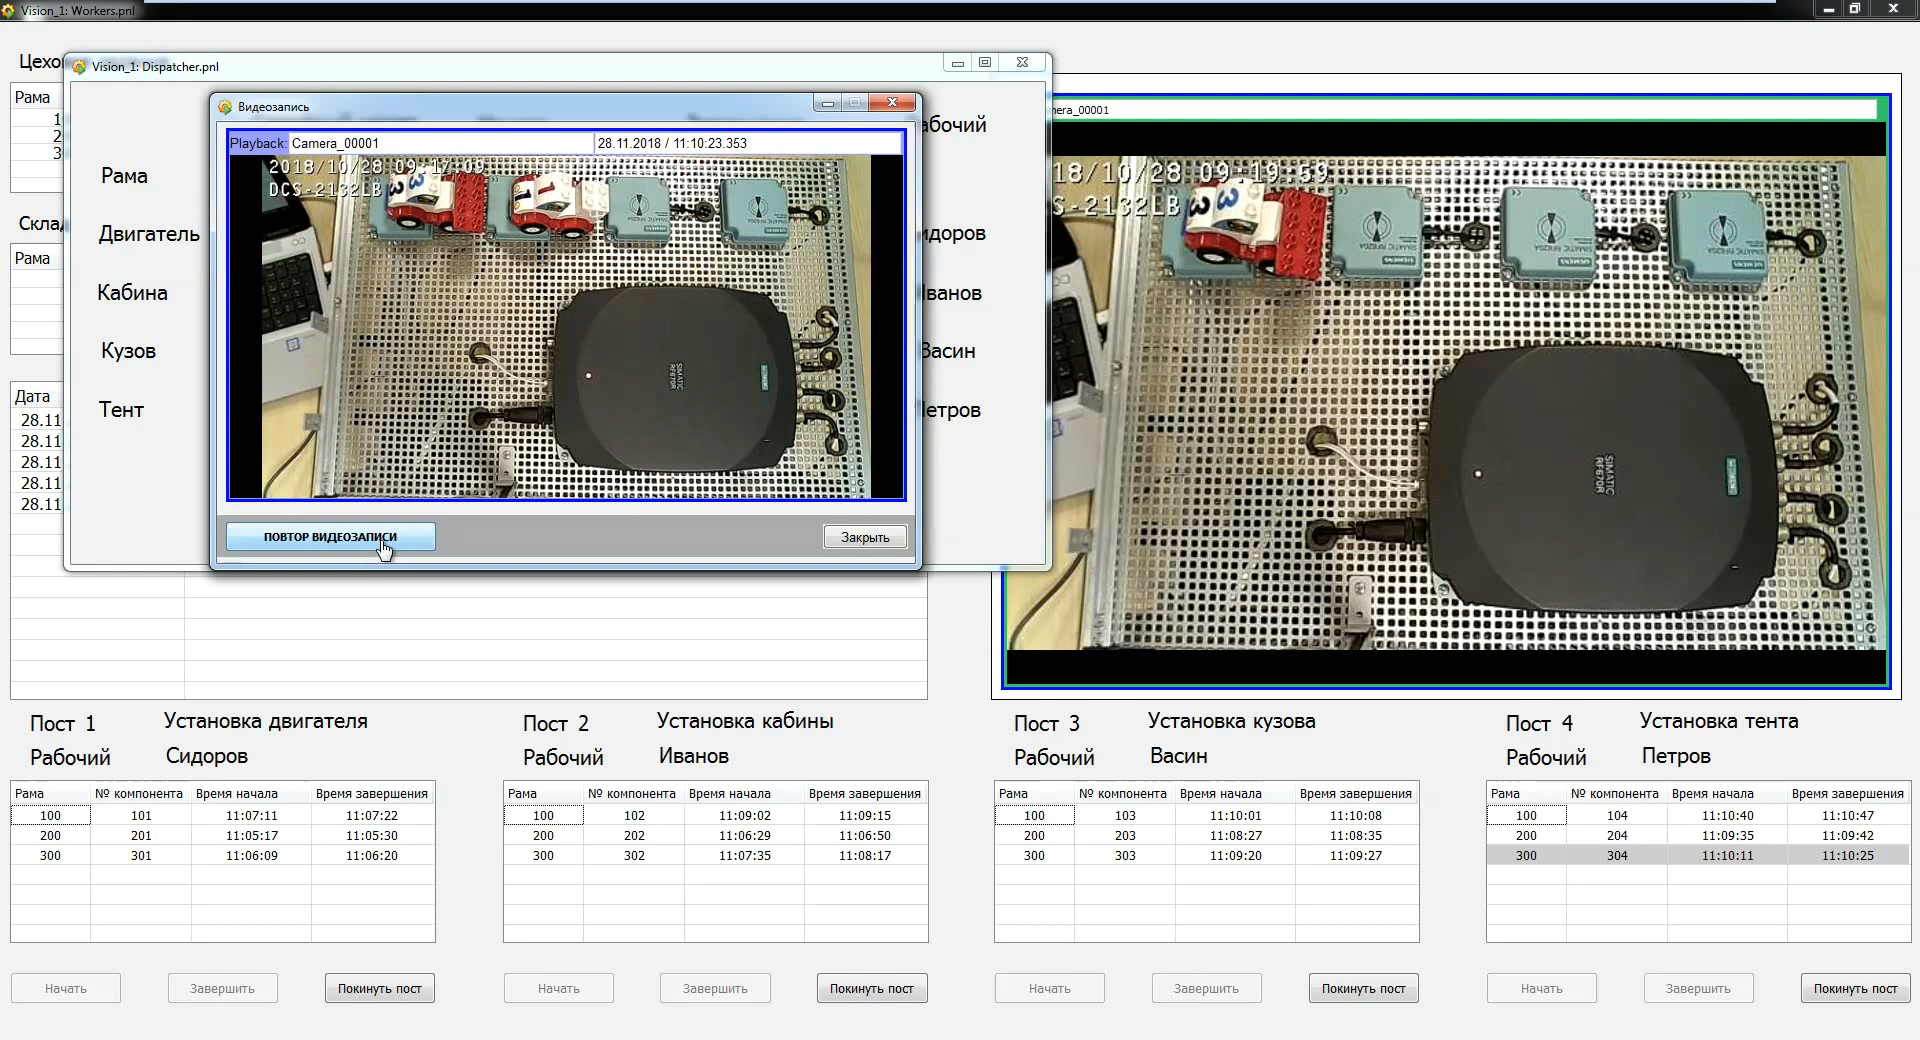 Vision_1: Workers.pnl
Vision_1: Dispatcher.pnl
Видеозапись
Playback: Camera_00001 28.11.2018 / 11:10:23.353
2018/10/28 09:17:09
DCS-2132LB
Рама
Двигатель
Кабина
Кузов
Тент
ПОВТОР ВИДЕОЗАПИСИ
Закрыть
Рама
1
2
3
Рама
Дата
28.11
28.11
28.11
28.11
28.11
абочий
идоров
Васин
18/10/28 09:19:59
S-2132LB
SIMATIC RF620A
SIEMENS
SIMATIC
RF670R
SIEMENS
Пост 1 Установка двигателя
Рабочий Сидоров
Рама № компонента Время начала Время завершения
100 101 11:07:11 11:07:22
200 201 11:05:17 11:05:30
300 301 11:06:09 11:06:20
Начать Завершить Покинуть пост
Пост 2 Установка кабины
Рабочий Иванов
Рама № компонента Время начала Время завершения
100 102 11:09:02 11:09:15
200 202 11:06:29 11:06:50
300 302 11:07:35 11:08:17
Начать Завершить Покинуть пост
Пост 3 Установка кузова
Рабочий Васин
Рама № компонента Время начала Время завершения
100 103 11:10:01 11:10:08
200 203 11:08:27 11:08:35
300 303 11:09:20 11:09:27
Начать Завершить Покинуть пост
Пост 4 Установка тента
Рабочий Петров
Рама № компонента Время начала Время завершения
100 104 11:10:40 11:10:47
200 204 11:09:35 11:09:42
300 304 11:10:11 11:10:25
Начать Завершить Покинуть пост